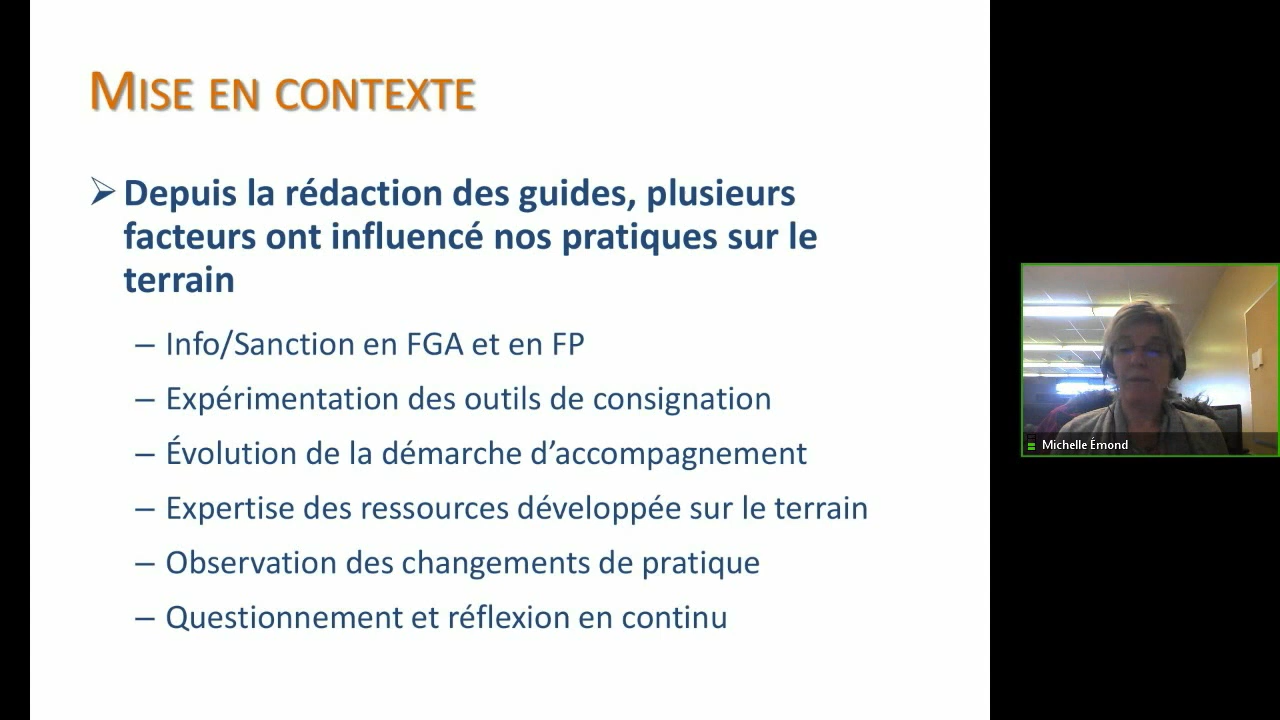 MISE EN CONTEXTE
➢ Depuis la rédaction des guides, plusieurs
facteurs ont influencé nos pratiques sur le
terrain
– Info/Sanction en FGA et en FP
– Expérimentation des outils de consignation
– Évolution de la démarche d’accompagnement
– Expertise des ressources développée sur le terrain
– Observation des changements de pratique
– Questionnement et réflexion en continu
Michelle Émond